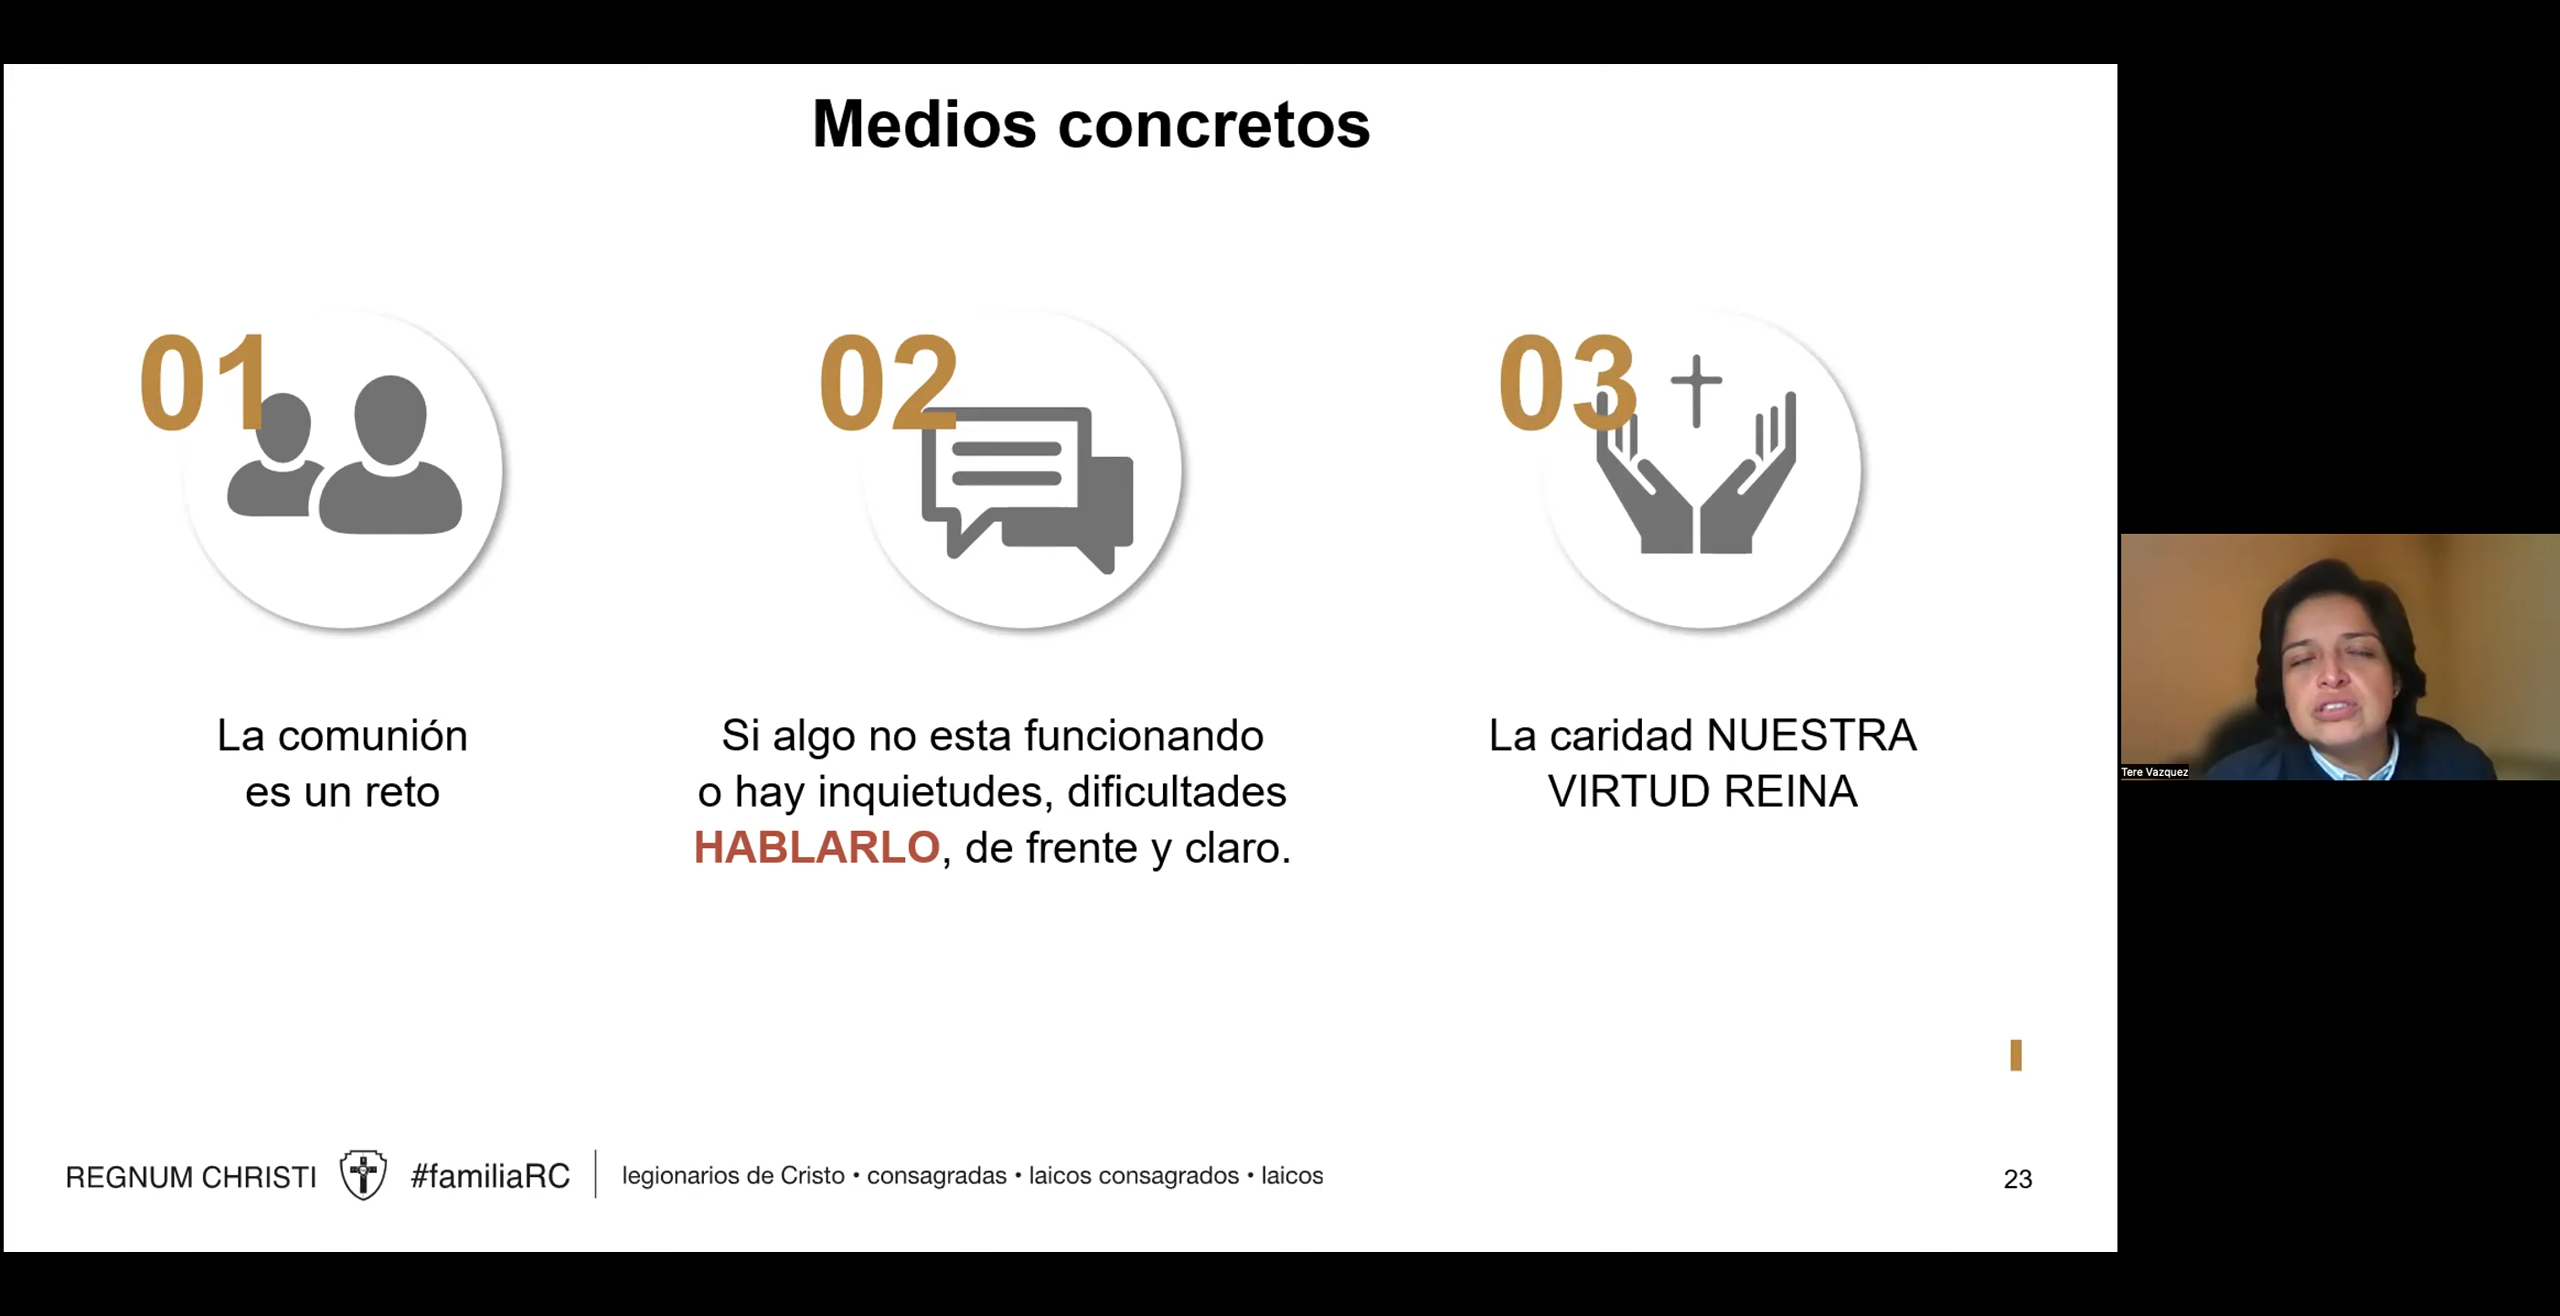 Medios concretos
01
La comunión
es un reto
02
Si algo no esta funcionando
o hay inquietudes, dificultades
HABLARLO, de frente y claro.
03
La caridad NUESTRA
VIRTUD REINA
Tere Vazquez
REGNUM CHRISTI #familiaRC legionarios de Cristo • consagradas • laicos consagrados • laicos
23